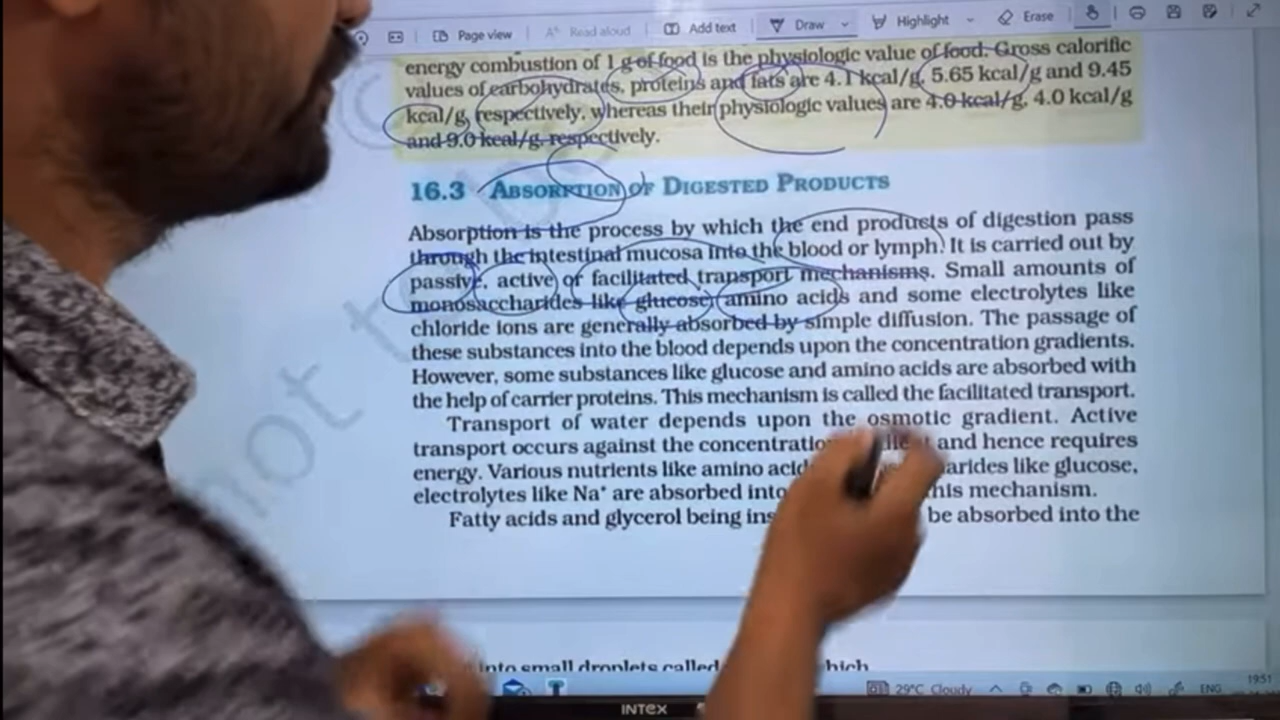 Page view Read aloud Add text Draw Highlight Erase
energy combustion of 1 g of food is the physiologic value of food. Gross calorific
values of carbohydrates, proteins and fats are 4.1 kcal/g, 5.65 kcal/g and 9.45
kcal/g, respectively, whereas their physiologic values are 4.0 kcal/g, 4.0 kcal/g
and 9.0 kcal/g, respectively.
16.3 ABSORPTION OF DIGESTED PRODUCTS
Absorption is the process by which the end products of digestion pass
through the intestinal mucosa into the blood or lymph. It is carried out by
passive, active or facilitated transport mechanisms. Small amounts of
monosaccharides like glucose, amino acids and some electrolytes like
chloride ions are generally absorbed by simple diffusion. The passage of
these substances into the blood depends upon the concentration gradients.
However, some substances like glucose and amino acids are absorbed with
the help of carrier proteins. This mechanism is called the facilitated transport.
Transport of water depends upon the osmotic gradient. Active
transport occurs against the concentration and hence requires
energy. Various nutrients like amino like glucose,
electrolytes like Na⁺ are absorbed into this mechanism.
Fatty acids and glycerol being be absorbed into the
into small droplets called
29°C Cloudy ENG 19:51
INTEX
not to be